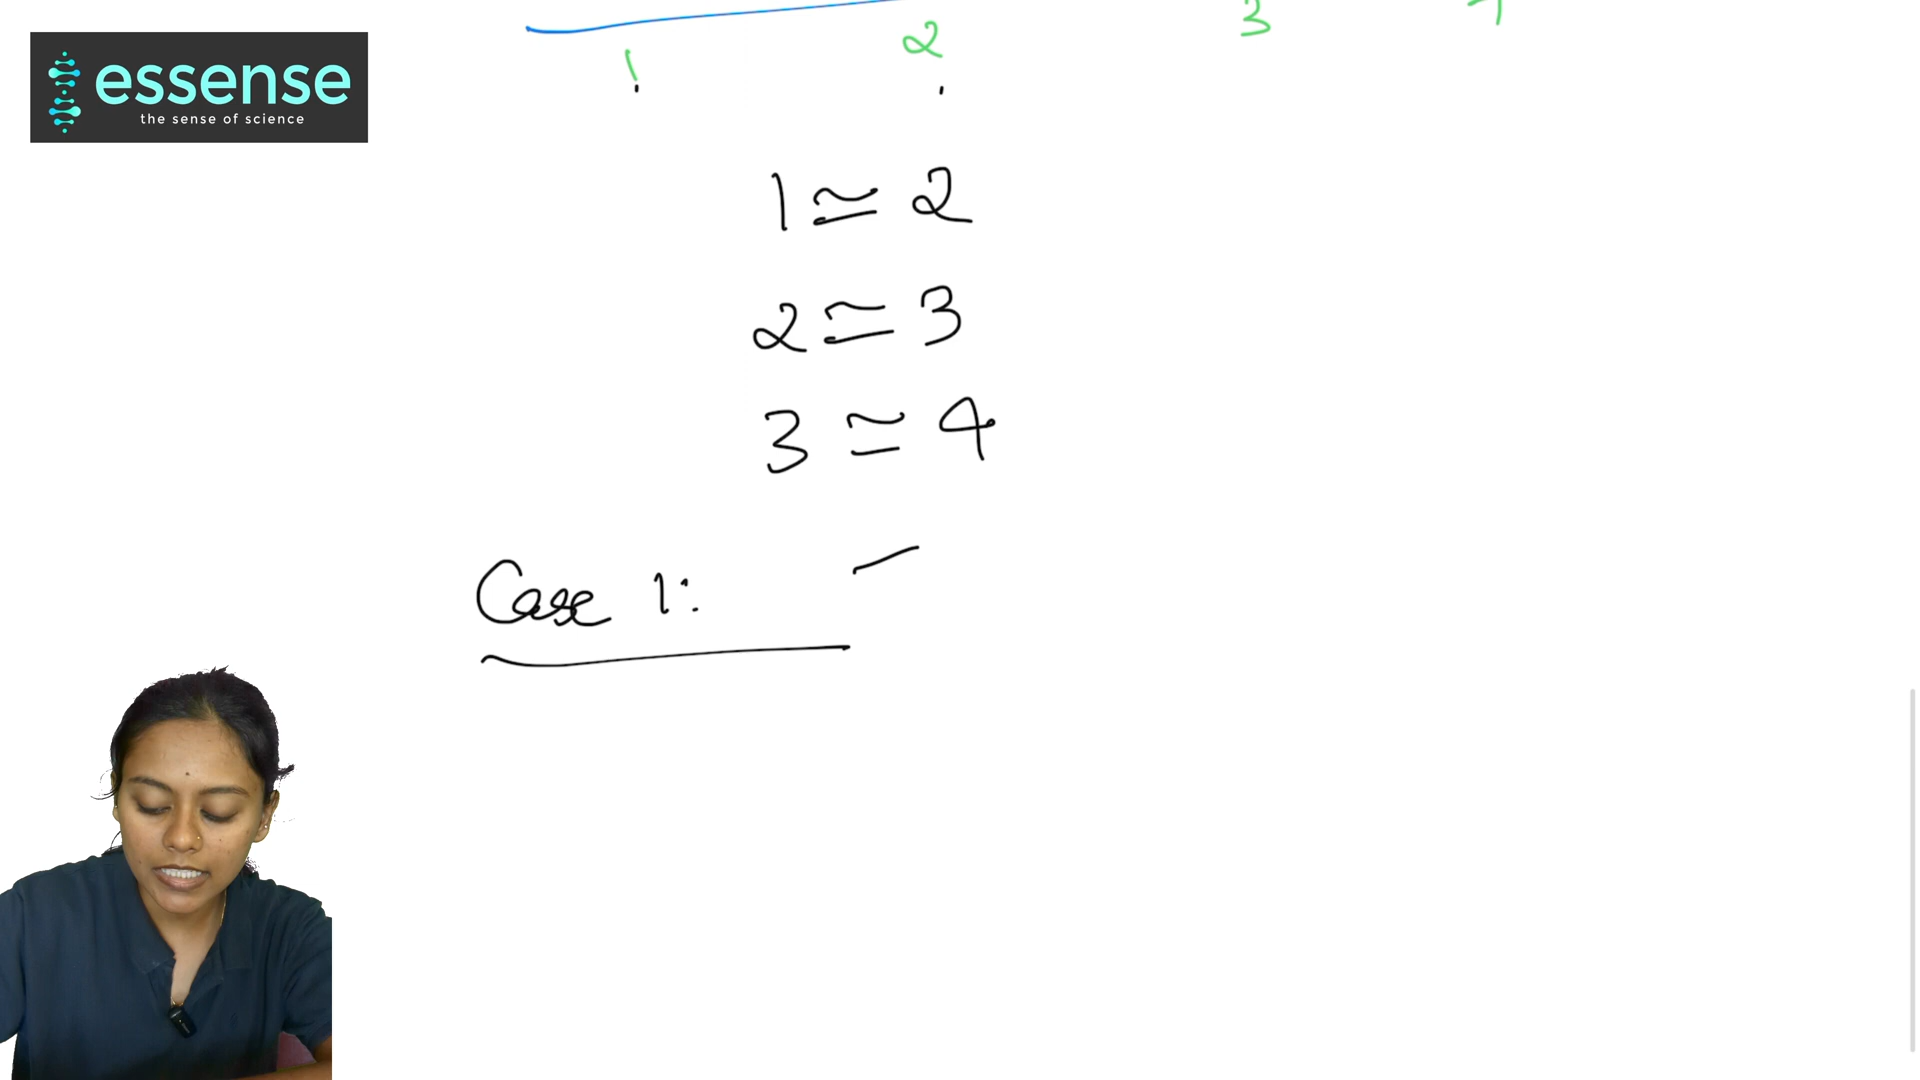 essense
the sense of science
1 2 3
1 ≃ 2
2 ≃ 3
3 ≃ 4
Case 1: